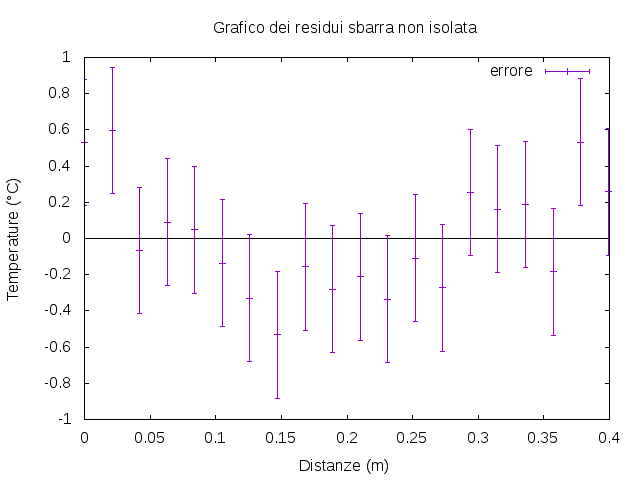 Grafico dei residui sbarra non isolata
errore
1
0.8
0.6
0.4
0.2
0
-0.2
-0.4
-0.6
-0.8
-1
Temperature (°C)
0 0.05 0.1 0.15 0.2 0.25 0.3 0.35 0.4
Distanze (m)